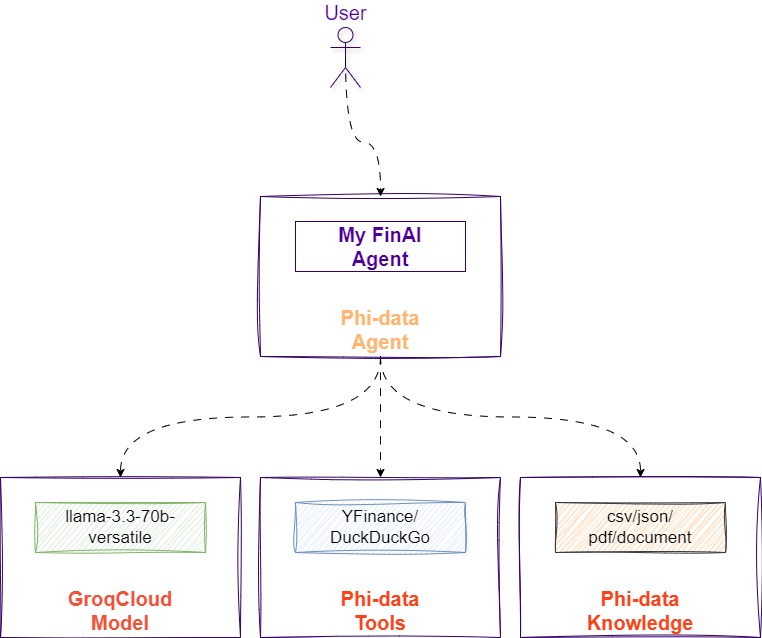 User
My FinAI
Agent
Phi-data
Agent
llama-3.3-70b-
versatile
GroqCloud
Model
YFinance/
DuckDuckGo
Phi-data
Tools
csv/json/
pdf/document
Phi-data
Knowledge